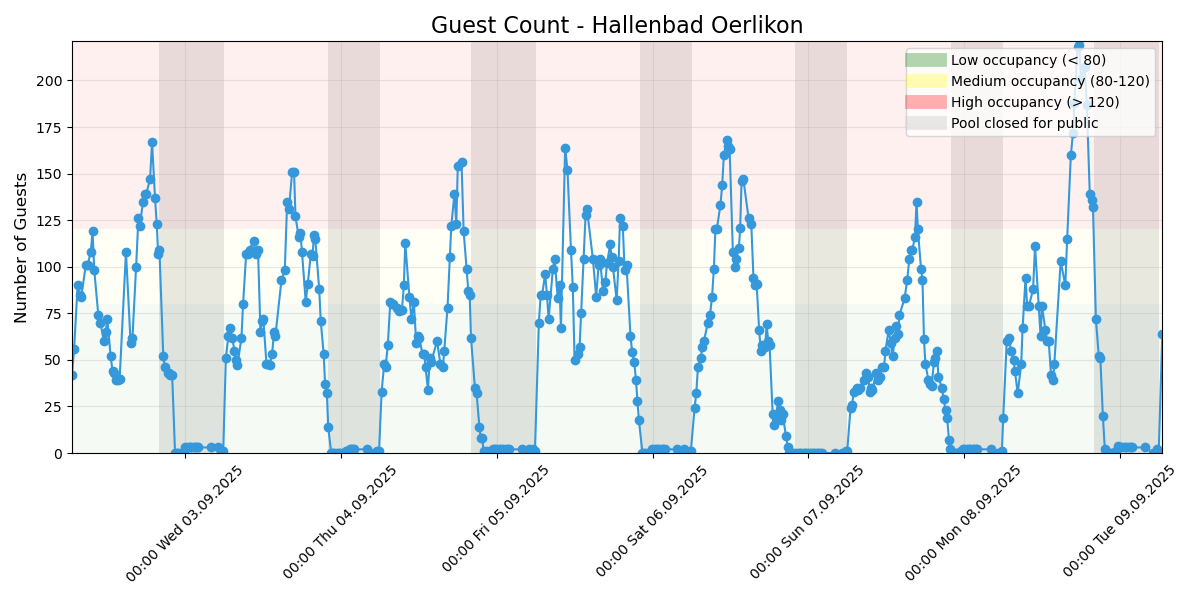 Guest Count - Hallenbad Oerlikon
Number of Guests
200
175
150
125
100
75
50
25
0
Low occupancy (< 80)
Medium occupancy (80-120)
High occupancy (> 120)
Pool closed for public
00:00 Wed 03.09.2025
00:00 Thu 04.09.2025
00:00 Fri 05.09.2025
00:00 Sat 06.09.2025
00:00 Sun 07.09.2025
00:00 Mon 08.09.2025
00:00 Tue 09.09.2025